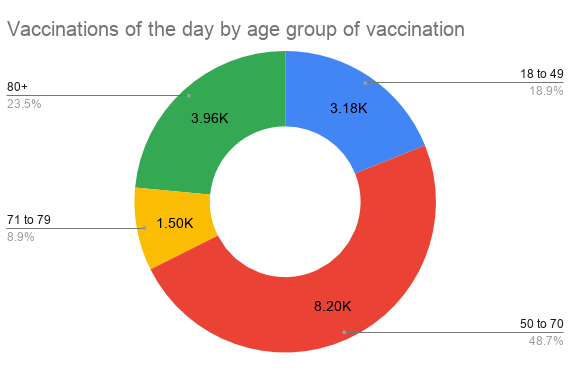 Vaccinations of the day by age group of vaccination
18 to 49
18.9%
80+
23.5%
3.18K
3.96K
71 to 79
8.9%
1.50K
8.20K
50 to 70
48.7%